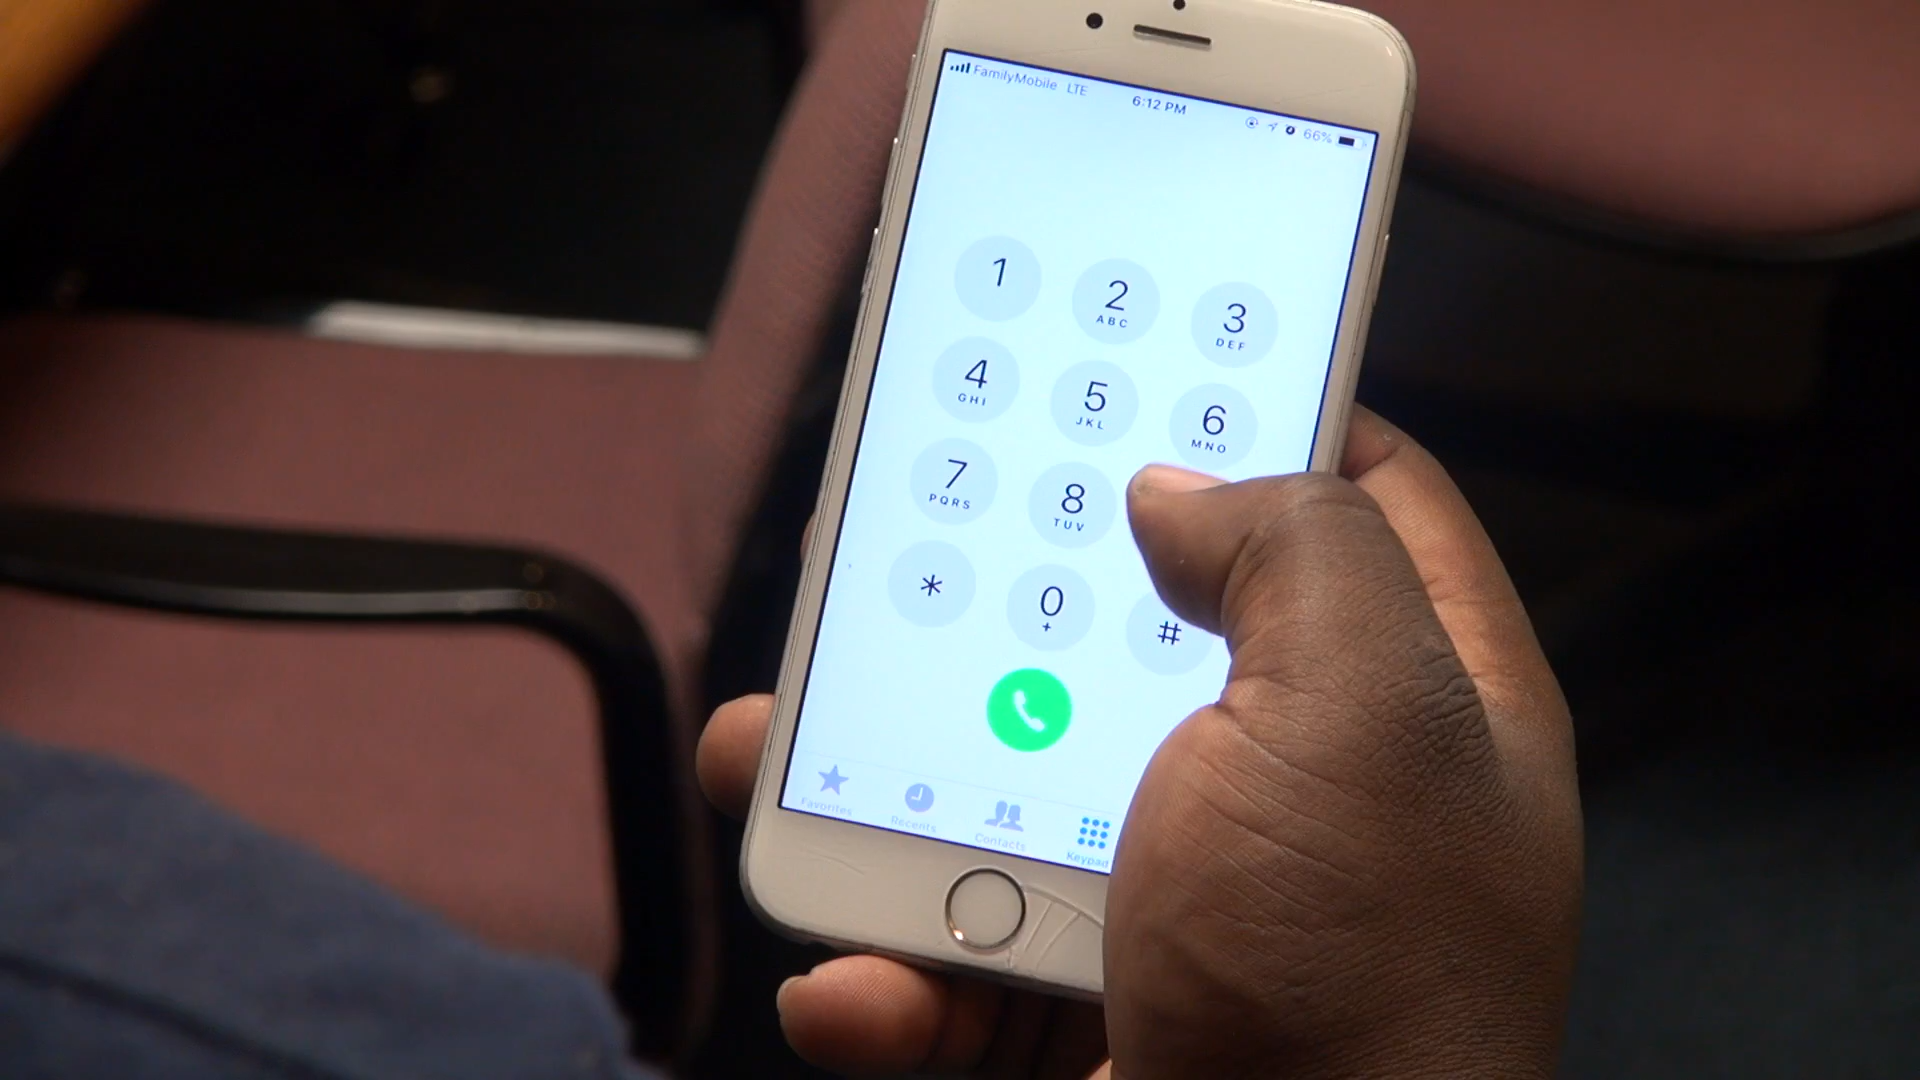 FamilyMobile LTE 6:12 PM 66%
1 2 3
ABC DEF
4 5 6
GHI JKL MNO
7 8
PQRS TUV
* 0 #
+
Favorites Recents Contacts Keypad